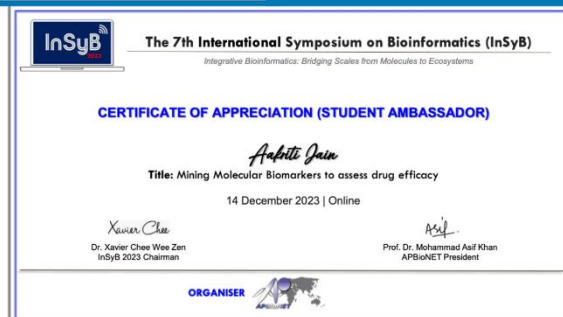 InSyB
2023
The 7th International Symposium on Bioinformatics (InSyB)
Integrative Bioinformatics: Bridging Scales from Molecules to Ecosystems
CERTIFICATE OF APPRECIATION (STUDENT AMBASSADOR)
Aakriti Jain
Title: Mining Molecular Biomarkers to assess drug efficacy
14 December 2023 | Online
Xavier Chee
Asif
Dr. Xavier Chee Wee Zen
Prof. Dr. Mohammad Asif Khan
InSyB 2023 Chairman
APBioNET President
ORGANISER
APBioNET